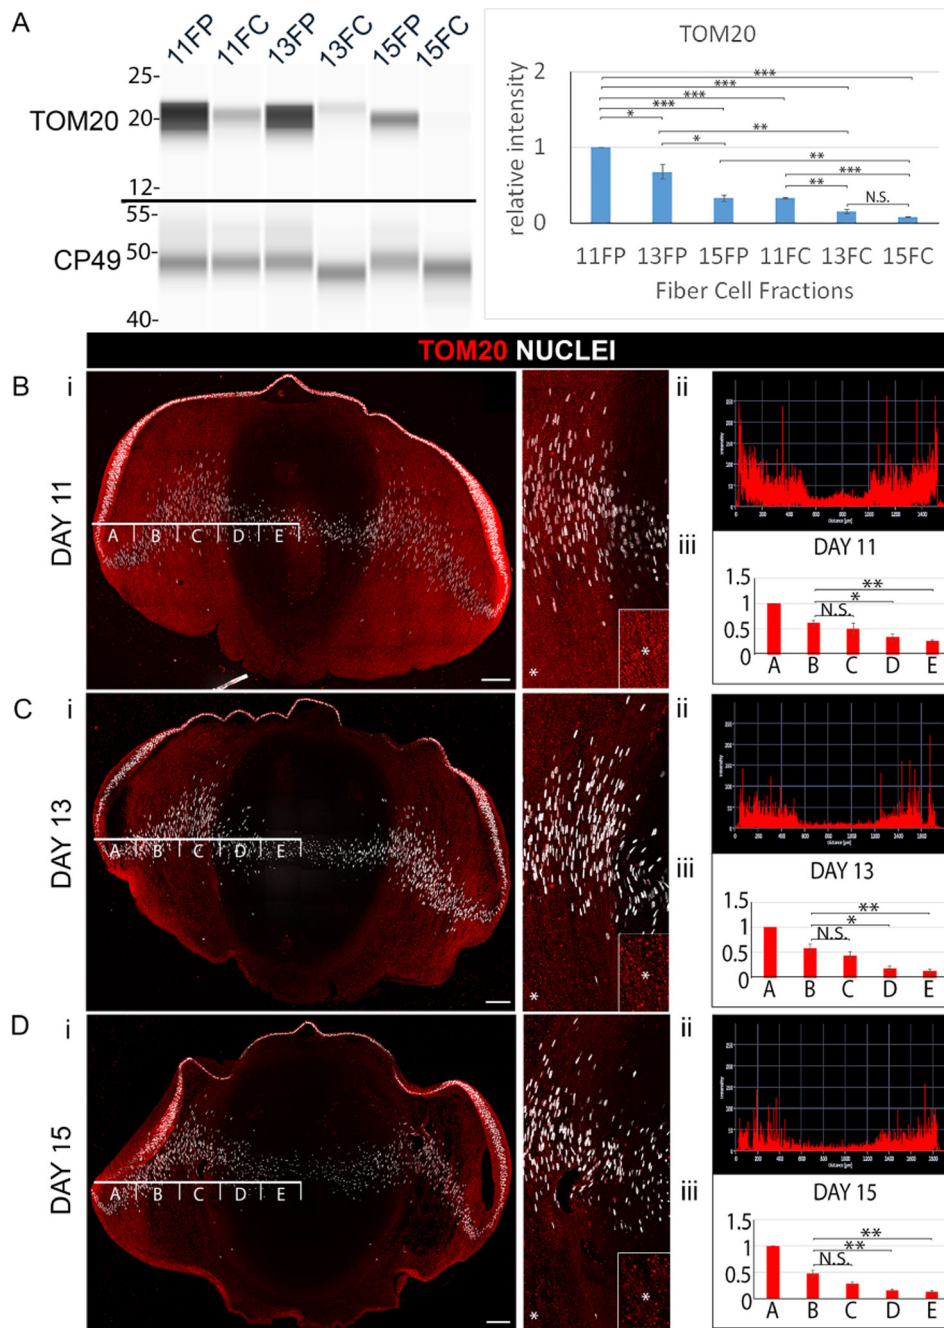 A
11FP 11FC 13FP 13FC 15FP 15FC
25-
TOM20 20-
12-
55-
CP49 50-
40-
TOM20
relative intensity
2
1
0
***
***
***
***
*
**
*
**
***
**
N.S.
11FP 13FP 15FP 11FC 13FC 15FC
Fiber Cell Fractions
TOM20 NUCLEI
B i ii
DAY 11
A B C D E
*
*
iii
DAY 11
1.5
1
0.5
0
**
*
N.S.
A B C D E
C i ii
DAY 13
A B C D E
*
*
iii
DAY 13
1.5
1
0.5
0
**
*
N.S.
A B C D E
D i ii
DAY 15
A B C D E
*
*
iii
DAY 15
1.5
1
0.5
0
**
**
N.S.
A B C D E